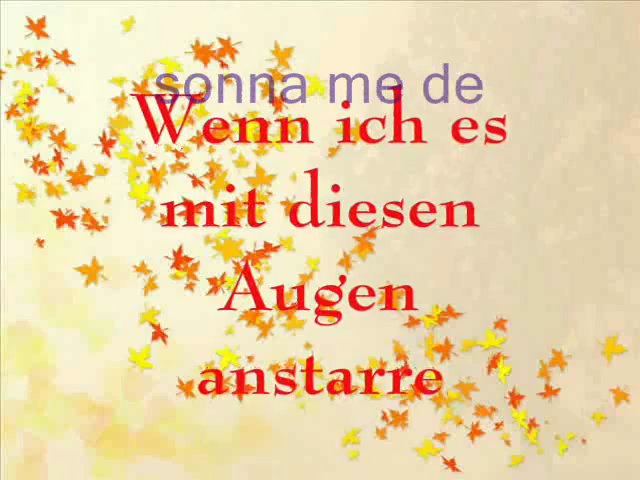 sonna me de
Wenn ich es
mit diesen
Augen
anstarre